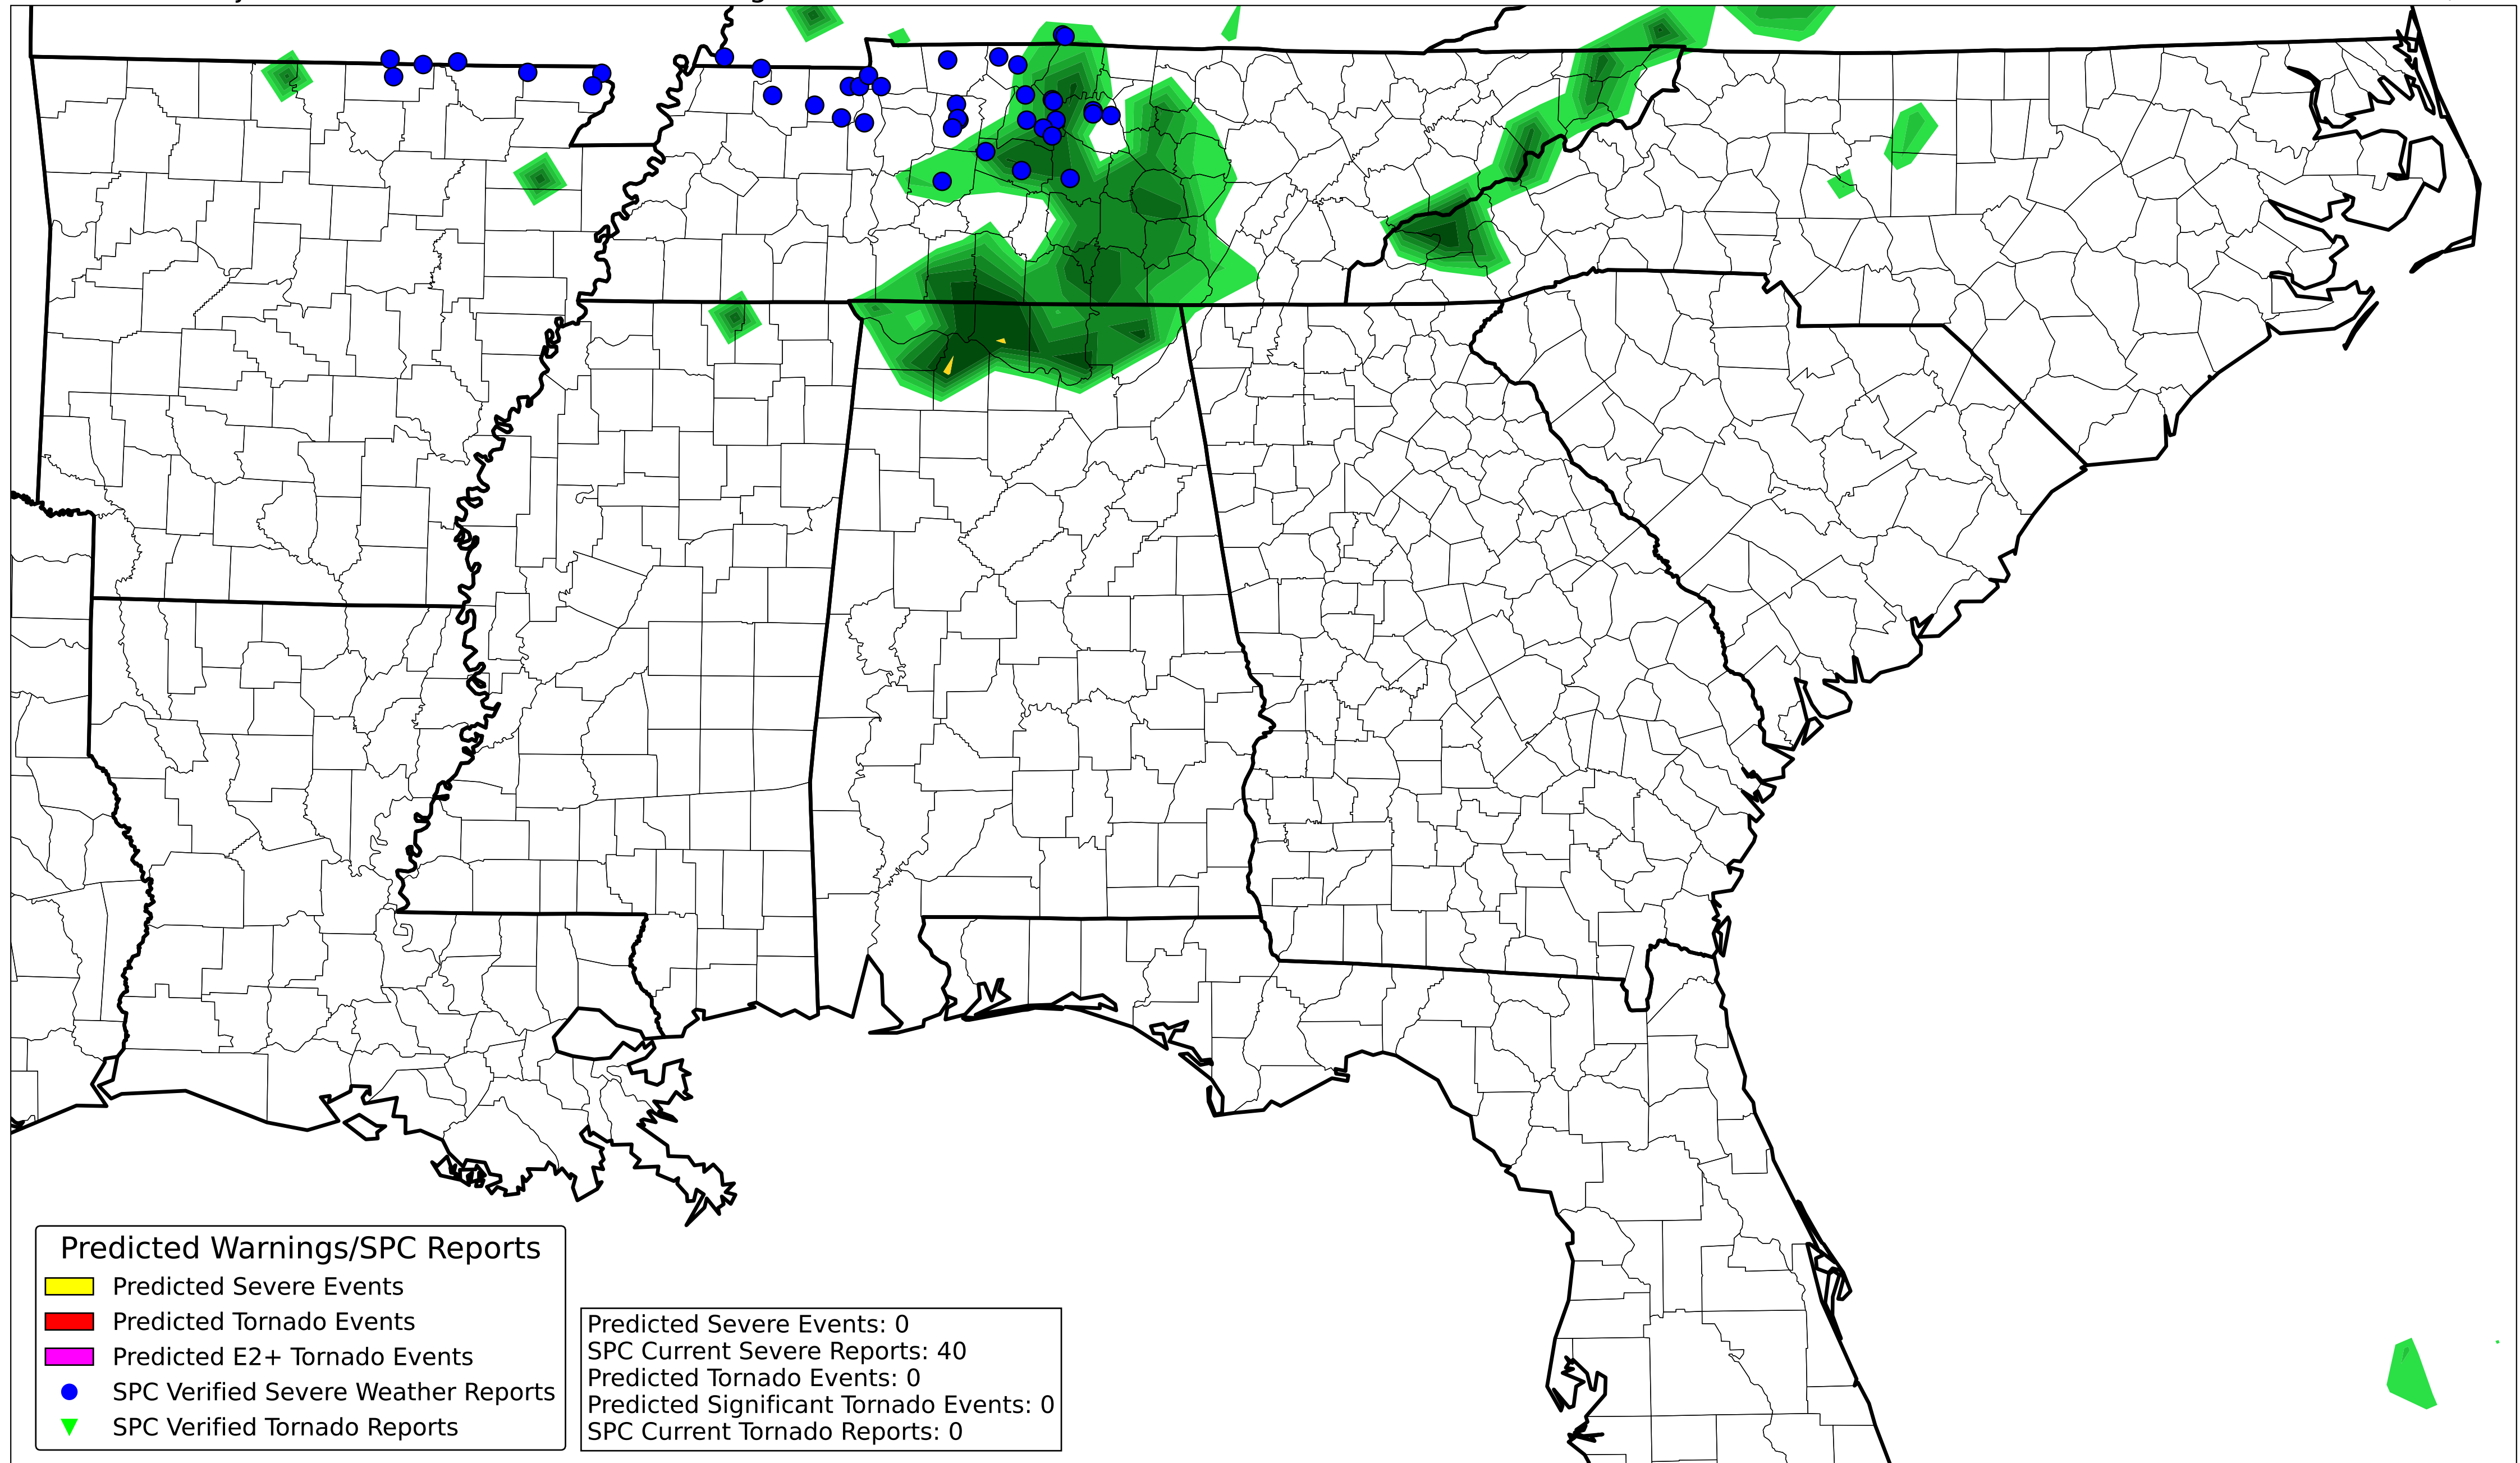 Predicted Warnings/SPC Reports
Predicted Severe Events
Predicted Tornado Events
Predicted E2+ Tornado Events
SPC Verified Severe Weather Reports
SPC Verified Tornado Reports
Predicted Severe Events: 0
SPC Current Severe Reports: 40
Predicted Tornado Events: 0
Predicted Significant Tornado Events: 0
SPC Current Tornado Reports: 0